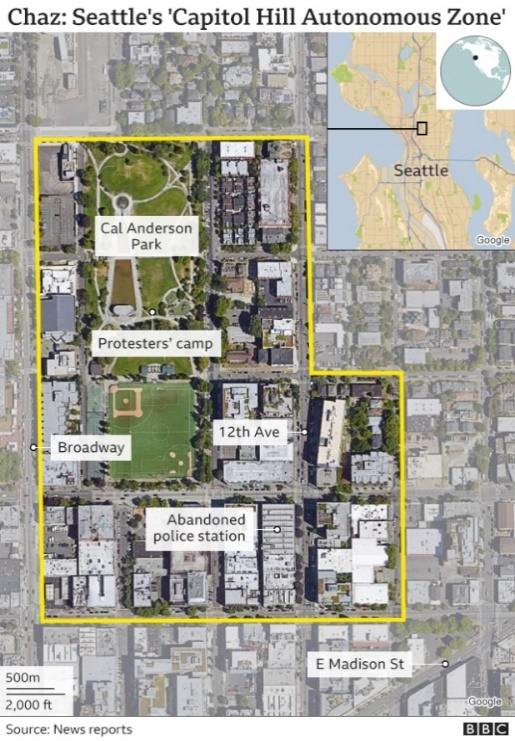 Chaz: Seattle's 'Capitol Hill Autonomous Zone'
Seattle
Google
Cal Anderson
Park
Protesters' camp
12th Ave
Broadway
Abandoned
police station
E Madison St
500m
2,000 ft
Google
Source: News reports
BBC